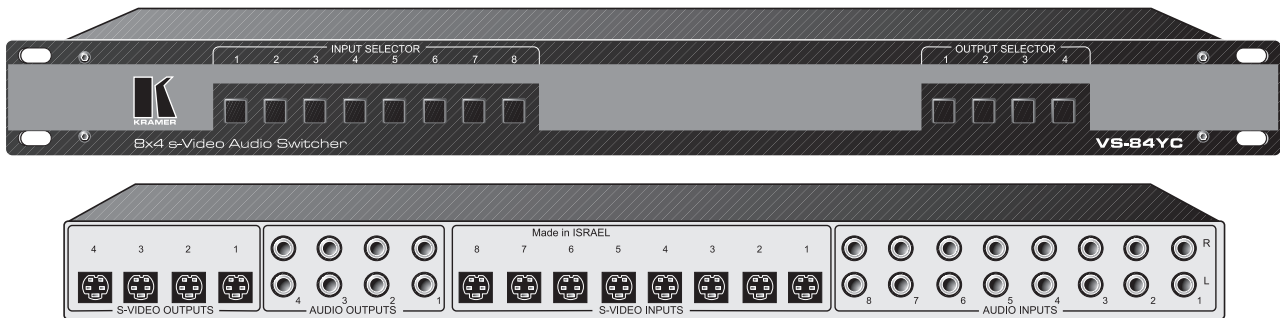 INPUT SELECTOR
1 2 3 4 5 6 7 8
OUTPUT SELECTOR
1 2 3 4
K
KRAMER
8x4 s-Video Audio Switcher
VS-84YC
Made in ISRAEL
4 3 2 1
8 7 6 5 4 3 2 1
R
L
4 3 2 1
8 7 6 5 4 3 2 1
S-VIDEO OUTPUTS
AUDIO OUTPUTS
S-VIDEO INPUTS
AUDIO INPUTS